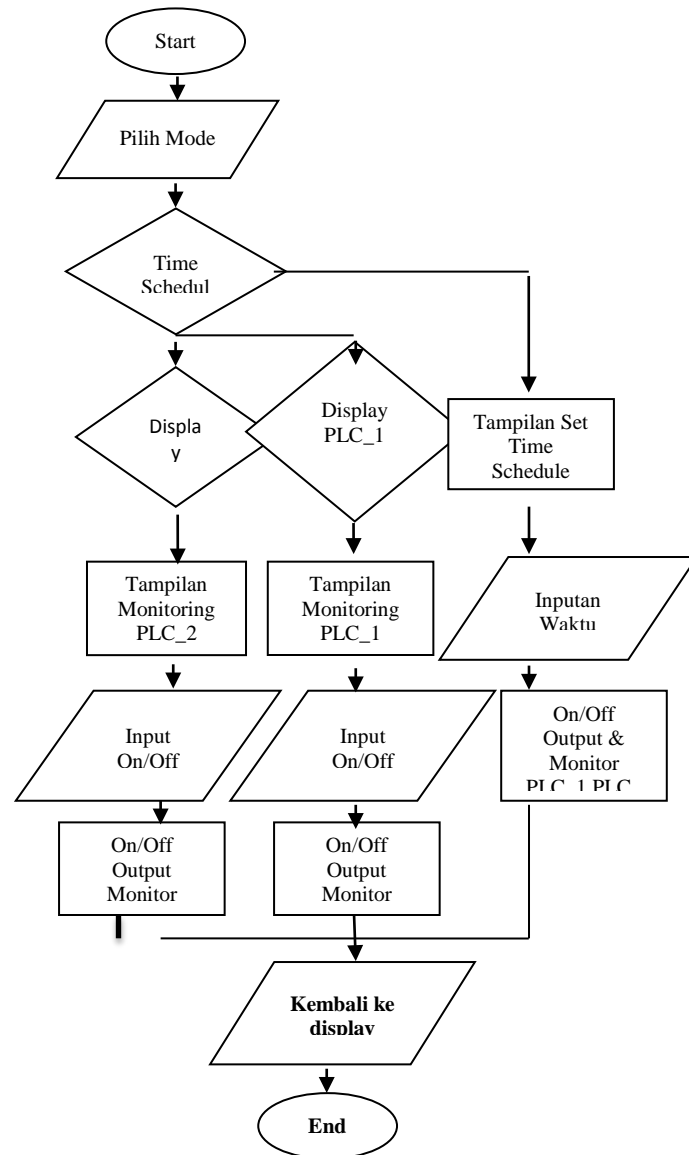 Start
Pilih Mode
Time
Schedul
Displa
y
Display
PLC_1
Tampilan Set
Time
Schedule
Tampilan
Monitoring
PLC_2
Tampilan
Monitoring
PLC_1
Inputan
Waktu
Input
On/Off
Input
On/Off
On/Off
Output &
Monitor
PLC_1 PLC
On/Off
Output
Monitor
On/Off
Output
Monitor
Kembali ke
display
End